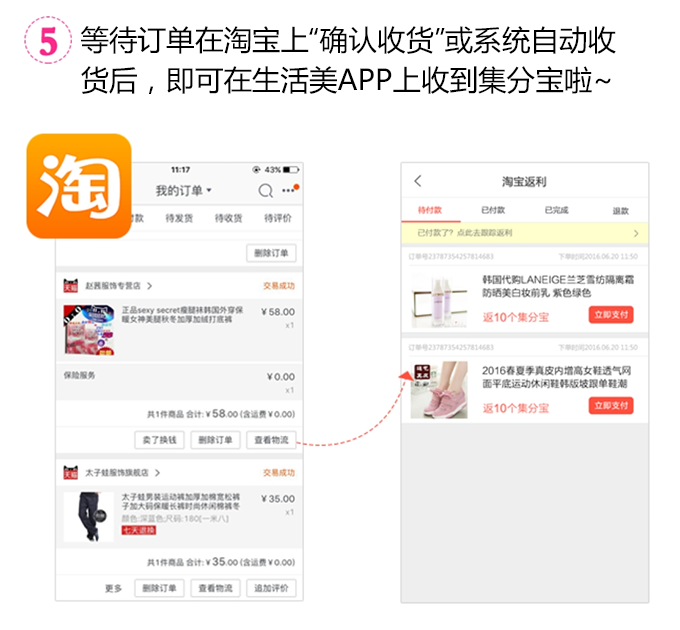 5
等待订单在淘宝上“确认收货”或系统自动收
货后，即可在生活美APP上收到集分宝啦~
淘
11:17
43%
我的订单
付款 待发货 待收货 待评价
删除订单
天猫 赵茜服饰专营店 > 交易成功
正品sexy secret瘦腿袜韩国外穿保
暖女神美腿秋冬加厚加绒打底裤
￥58.00
x1
保险服务
￥0.00
x1
共1件商品 合计:￥58.00 (含运费￥0.00)
卖了换钱 删除订单 查看物流
天猫 太子蛙服饰旗舰店 > 交易成功
太子蛙男装运动裤加厚加棉宽松裤
子加大码保暖长裤时尚休闲棉裤冬
￥35.00
颜色:深蓝色;尺码:180[一米八]
x1
七天退换
共1件商品 合计:￥35.00 (含运费￥0.00)
更多 删除订单 查看物流 追加评价
淘宝返利
待付款 已付款 已完成 退款
已付款了？点此去跟踪返利
订单号23787354257814683 下单时间2016.06.20 11:50
韩国代购LANEIGE兰芝雪纺隔离霜
防晒美白妆前乳 紫色绿色
返10个集分宝 立即支付
订单号23787354257814683 下单时间2016.06.20 11:50
2016春夏季真皮内增高女鞋透气网
面平底运动休闲鞋韩版坡跟单鞋潮
返10个集分宝 立即支付